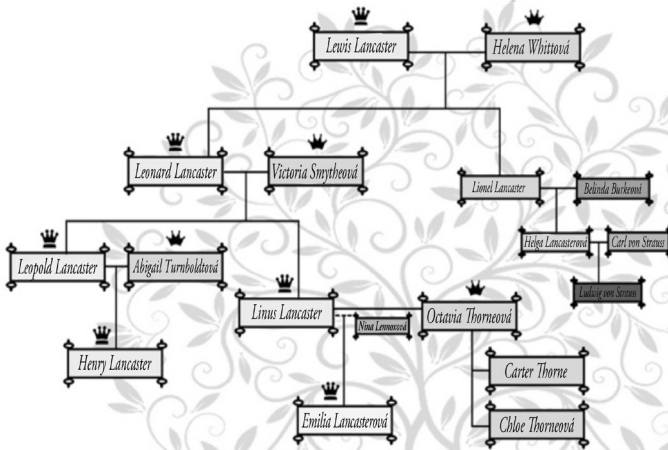 Lewis Lancaster
Helena Whittová
Leonard Lancaster
Victoria Smytheová
Lionel Lancaster
Belinda Burkeová
Leopold Lancaster
Abigail Turnboldtová
Helga Lancasterová
Carl von Strauss
Ludwig von Strauss
Linus Lancaster
Nina Lennoxová
Octavia Thorneová
Henry Lancaster
Carter Thorne
Emilia Lancasterová
Chloe Thorneová